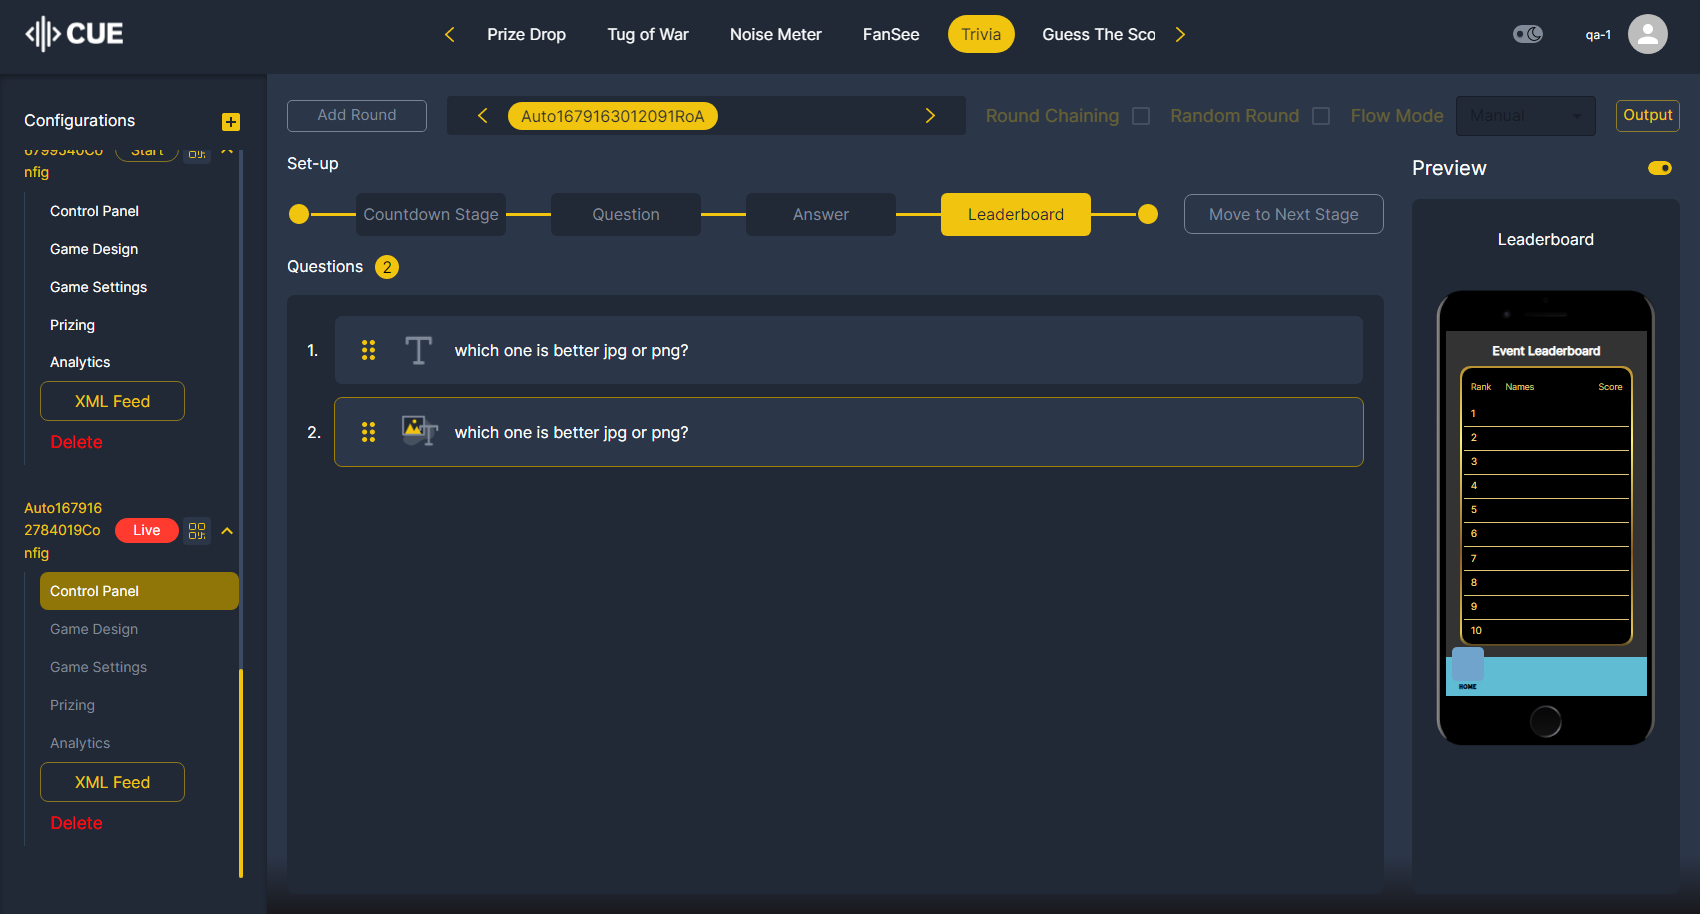 CUE
Prize Drop
Tug of War
Noise Meter
FanSee
Trivia
Guess The Sco
qa-1
Configurations
6799340Co
nfig
Start
Control Panel
Game Design
Game Settings
Prizing
Analytics
XML Feed
Delete
Auto167916
2784019Co
nfig
Live
Control Panel
Game Design
Game Settings
Prizing
Analytics
XML Feed
Delete
Add Round
Auto1679163012091RoA
Round Chaining
Random Round
Flow Mode
Manual
Output
Set-up
Countdown Stage
Question
Answer
Leaderboard
Move to Next Stage
Questions 2
1. which one is better jpg or png?
2. which one is better jpg or png?
Preview
Leaderboard
Event Leaderboard
Rank Names Score
1
2
3
4
5
6
7
8
9
10
HOME